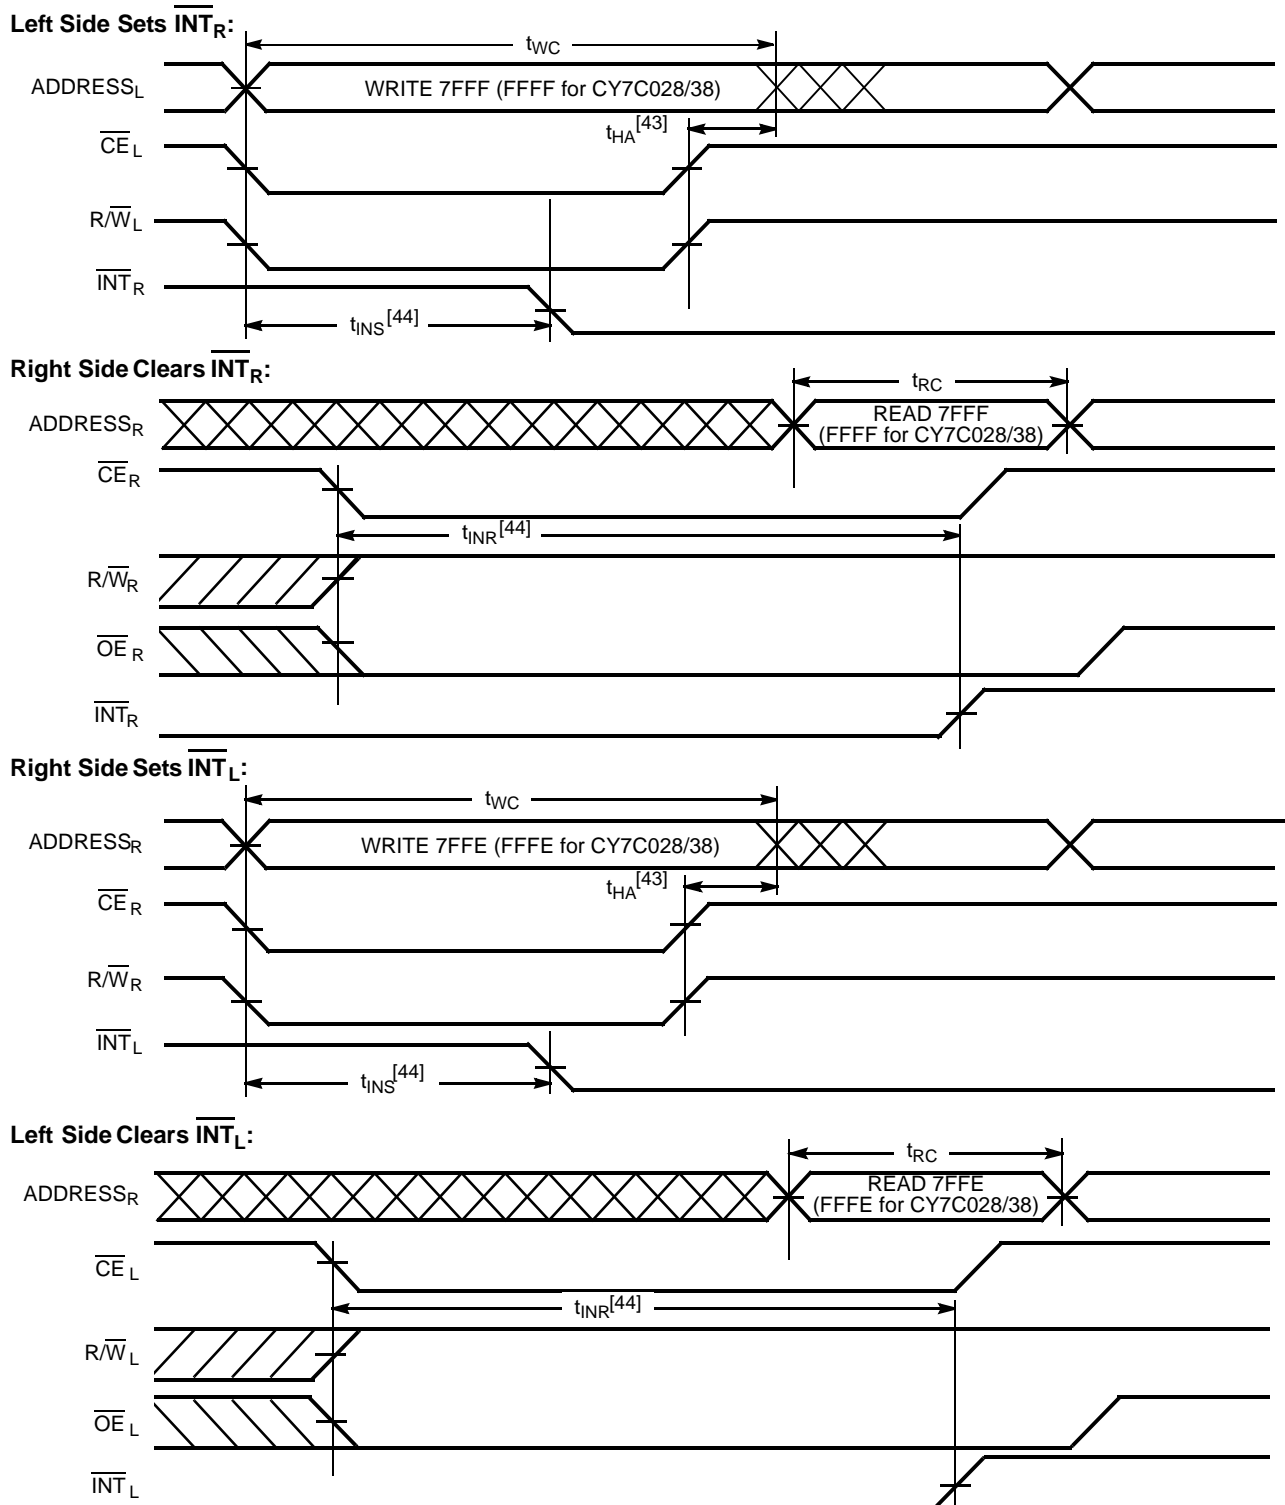 Left Side Sets INT̅R:
tWC
ADDRESSL
WRITE 7FFF (FFFF for CY7C028/38)
tHA[43]
CEL
R/WL
INTR
tINS[44]
Right Side Clears INTR:
tRC
ADDRESSR
READ 7FFF
(FFFF for CY7C028/38)
CER
tINR[44]
R/WR
OER
INTR
Right Side Sets INTL:
tWC
ADDRESSR
WRITE 7FFE (FFFE for CY7C028/38)
tHA[43]
CER
R/WR
INTL
tINS[44]
Left Side Clears INTL:
tRC
ADDRESSR
READ 7FFE
(FFFE for CY7C028/38)
CEL
tINR[44]
R/WL
OEL
INTL